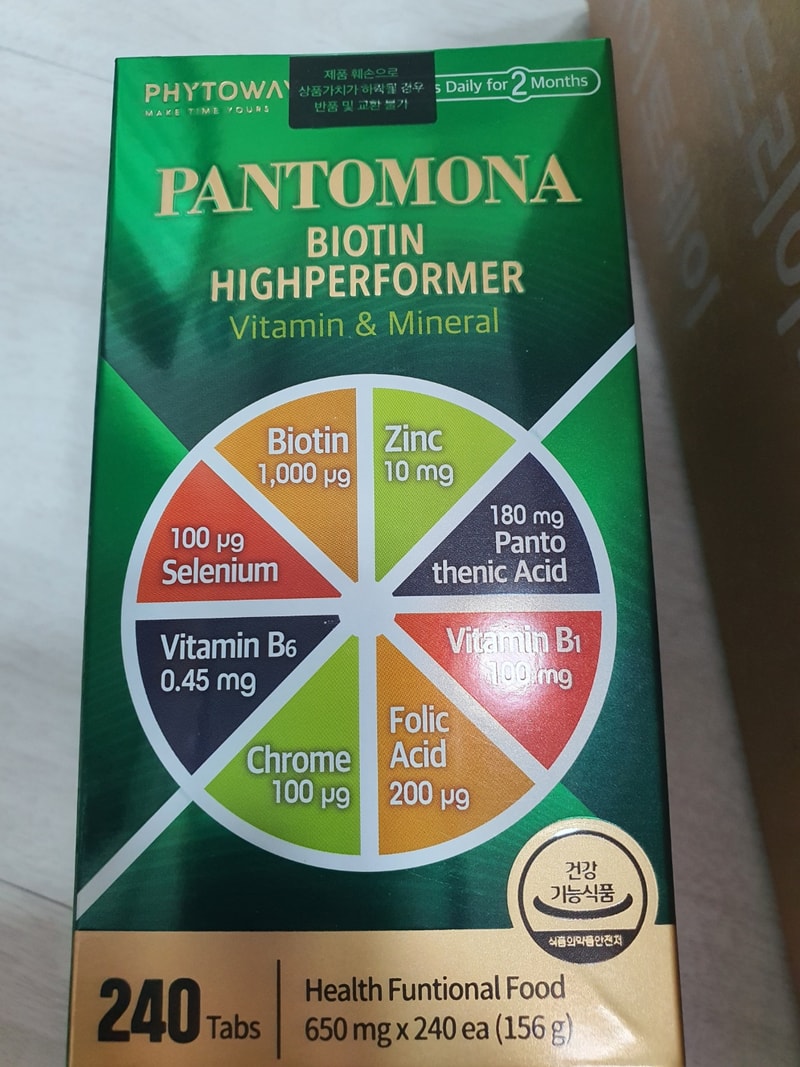 PHYTOWAY
MAKE TIME YOURS
제품 훼손으로
상품가치가 하락될 경우
반품 및 교환 불가
s Daily for 2 Months
PANTOMONA
BIOTIN
HIGHPERFORMER
Vitamin & Mineral
Biotin
1,000 µg
Zinc
10 mg
180 mg
Panto
thenic Acid
Vitamin B1
100 mg
Folic
Acid
200 µg
Chrome
100 µg
Vitamin B6
0.45 mg
100 µg
Selenium
건강
기능식품
식품의약품안전처
240 Tabs
Health Funtional Food
650 mg x 240 ea (156 g)